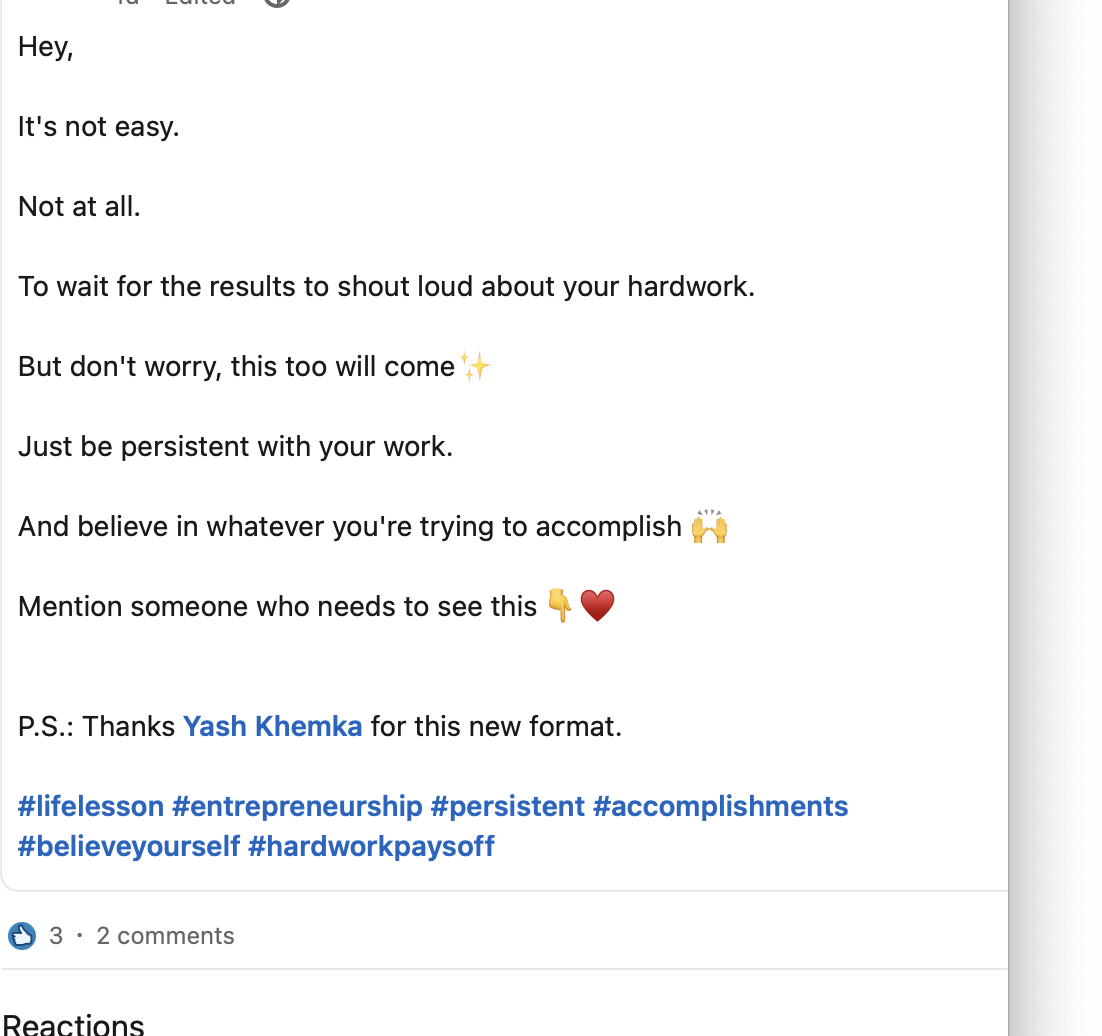 Hey,
It's not easy.
Not at all.
To wait for the results to shout loud about your hardwork.
But don't worry, this too will come✨
Just be persistent with your work.
And believe in whatever you're trying to accomplish 🙌
Mention someone who needs to see this 👇♥️
P.S.: Thanks Yash Khemka for this new format.
#lifelesson #entrepreneurship #persistent #accomplishments
#believeyourself #hardworkpaysoff
3 · 2 comments
Reactions